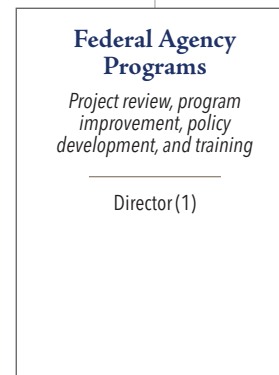 Federal Agency
Programs
Project review, program
improvement, policy
development, and training
Director (1)